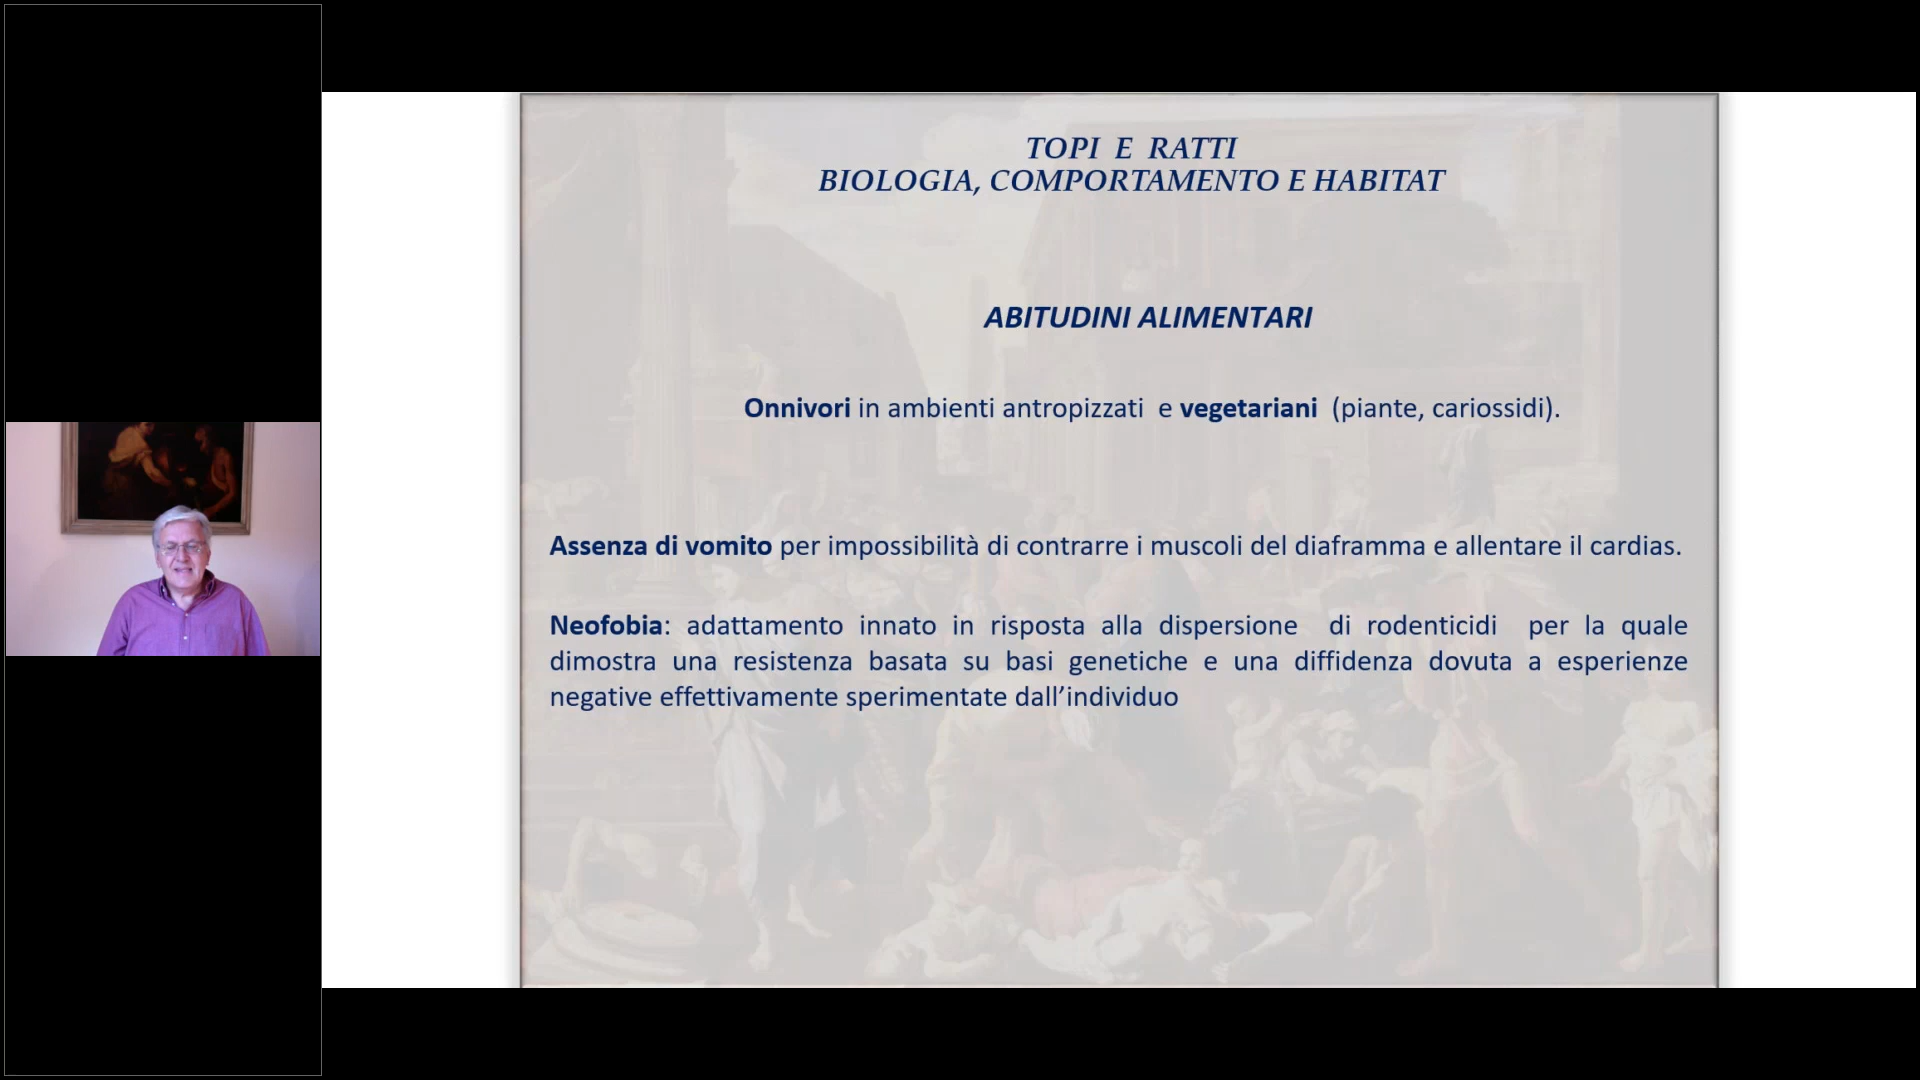 TOPI E RATTI
BIOLOGIA, COMPORTAMENTO E HABITAT
ABITUDINI ALIMENTARI
Onnivori in ambienti antropizzati e vegetariani (piante, cariossidi).
Assenza di vomito per impossibilità di contrarre i muscoli del diaframma e allentare il cardias.
Neofobia: adattamento innato in risposta alla dispersione di rodenticidi per la quale
dimostra una resistenza basata su basi genetiche e una diffidenza dovuta a esperienze
negative effettivamente sperimentate dall’individuo